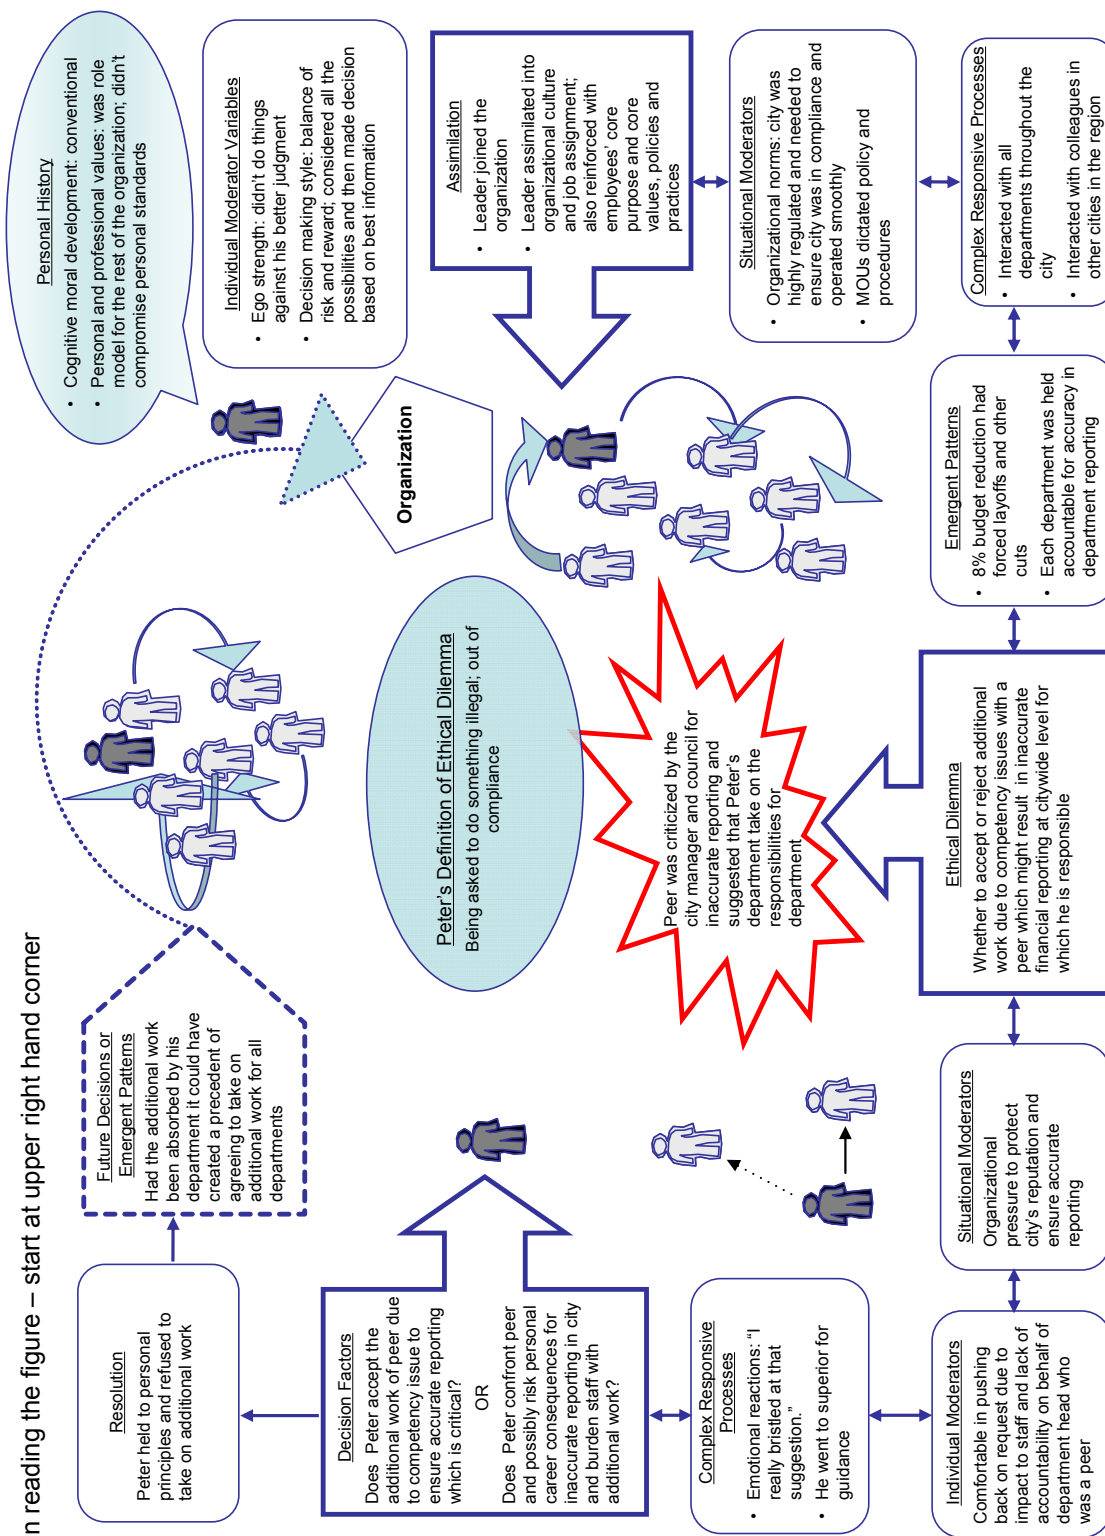 n reading the figure – start at upper right hand corner
Personal History
• Cognitive moral development: conventional
• Personal and professional values: was role
model for the rest of the organization; didn't
compromise personal standards
Individual Moderator Variables
• Ego strength: didn't do things
against his better judgment
• Decision making style: balance of
risk and reward; considered all the
possibilities and then made decision
based on best information
Organization
Assimilation
• Leader joined the
organization
• Leader assimilated into
organizational culture
and job assignment;
also reinforced with
employees' core
purpose and core
values, policies and
practices
Situational Moderators
• Organizational norms: city was
highly regulated and needed to
ensure city was in compliance and
operated smoothly
• MOUs dictated policy and
procedures
Complex Responsive Processes
• Interacted with all
departments throughout the
city
• Interacted with colleagues in
other cities in the region
Emergent Patterns
• 8% budget reduction had
forced layoffs and other
cuts
• Each department was held
accountable for accuracy in
department reporting
Peter's Definition of Ethical Dilemma
Being asked to do something illegal; out of
compliance
Peer was criticized by the
city manager and council for
inaccurate reporting and
suggested that Peter's
department take on the
responsibilities for
department
Ethical Dilemma
Whether to accept or reject additional
work due to competency issues with a
peer which might result in inaccurate
financial reporting at citywide level for
which he is responsible
Situational Moderators
Organizational
pressure to protect
city's reputation and
ensure accurate
reporting
Individual Moderators
Comfortable in pushing
back on request due to
impact to staff and lack of
accountability on behalf of
department head who
was a peer
Complex Responsive
Processes
• Emotional reactions: "I
really bristled at that
suggestion."
• He went to superior for
guidance
Decision Factors
Does Peter accept the
additional work of peer due
to competency issue to
ensure accurate reporting
which is critical?
OR
Does Peter confront peer
and possibly risk personal
career consequences for
inaccurate reporting in city
and burden staff with
additional work?
Resolution
Peter held to personal
principles and refused to
take on additional work
Future Decisions or
Emergent Patterns
Had the additional work
been absorbed by his
department it could have
created a precedent of
agreeing to take on
additional work for all
departments